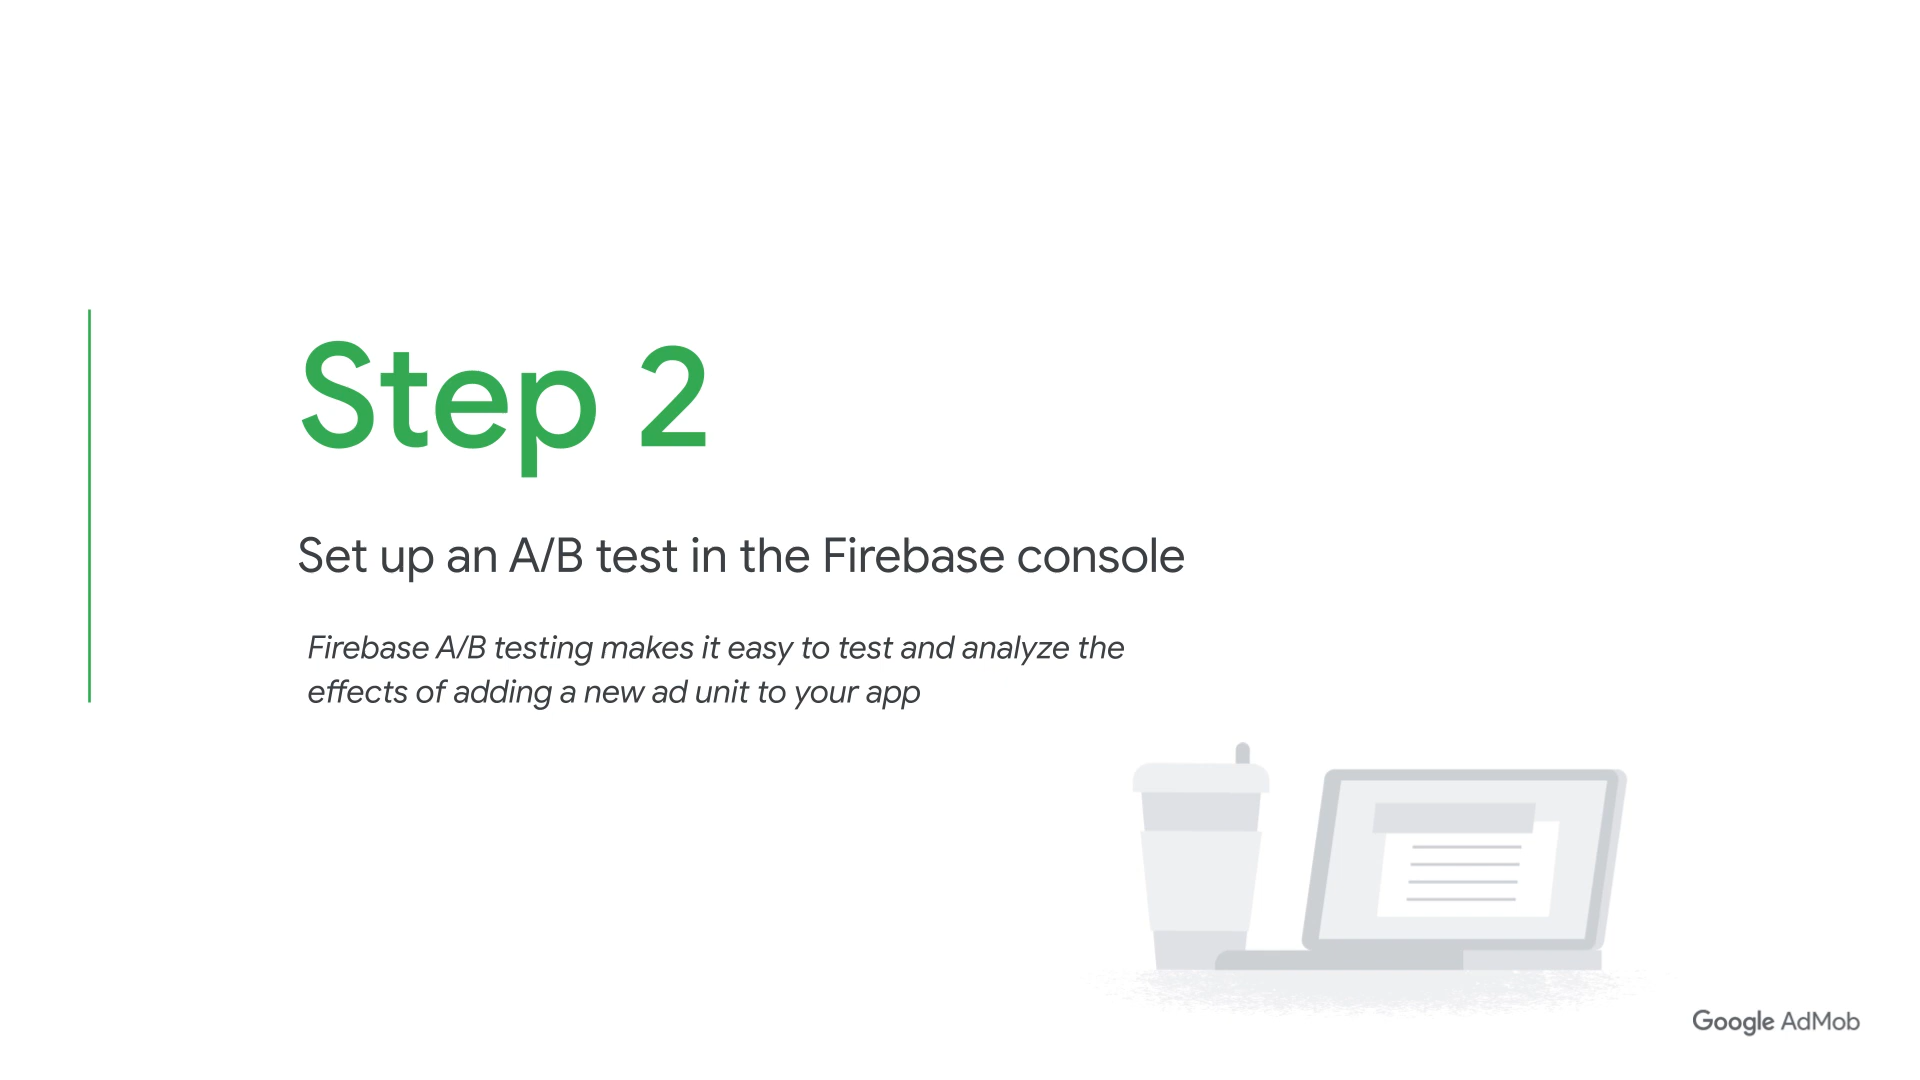 Step 2
Set up an A/B test in the Firebase console
Firebase A/B testing makes it easy to test and analyze the
effects of adding a new ad unit to your app
Google AdMob